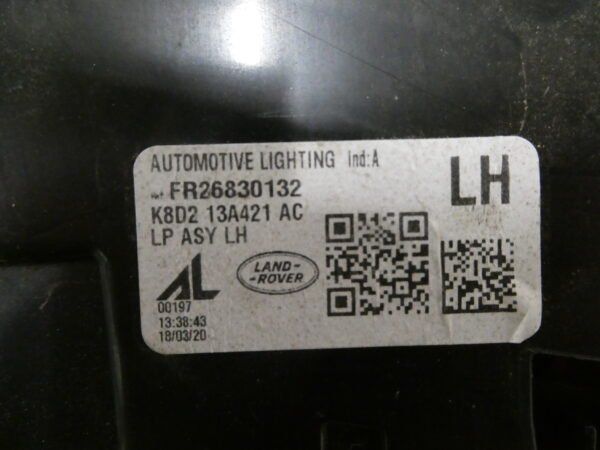 AUTOMOTIVE LIGHTING Ind:A
LH
FR26830132
K8D2 13A421 AC
LP ASY LH
AL
LAND-
-ROVER
00197
13:38:43
18/03/20